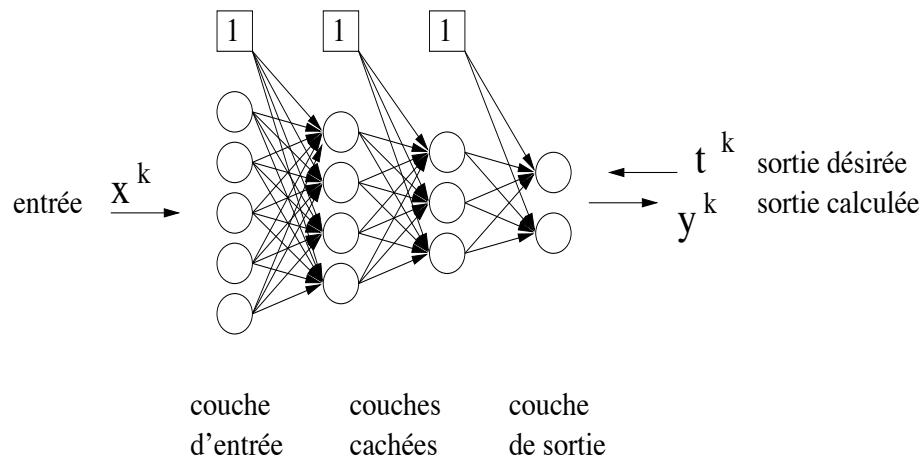 1 1 1
entrée x k
t k sortie désirée
y k sortie calculée
couche d'entrée
couches cachées
couche de sortie